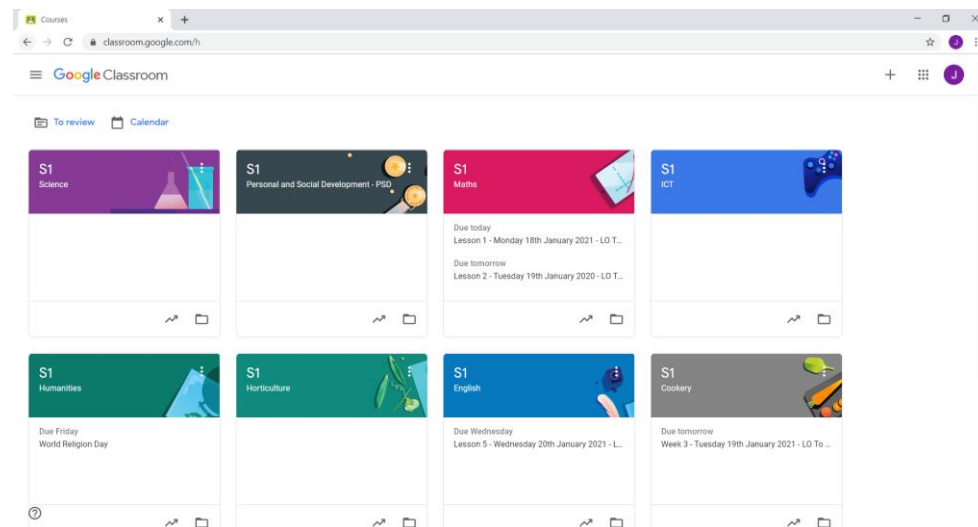 Courses
classroom.google.com/h
J
Google Classroom
J
To review
Calendar
S1
Science
S1
Personal and Social Development - PSD
S1
Maths
Due today
Lesson 1 - Monday 18th January 2021 - LO T...
Due tomorrow
Lesson 2 - Tuesday 19th January 2020 - LO T...
S1
ICT
S1
Humanities
Due Friday
World Religion Day
S1
Horticulture
S1
English
Due Wednesday
Lesson 5 - Wednesday 20th January 2021 - L...
S1
Cookery
Due tomorrow
Week 3 - Tuesday 19th January 2021 - LO To ...